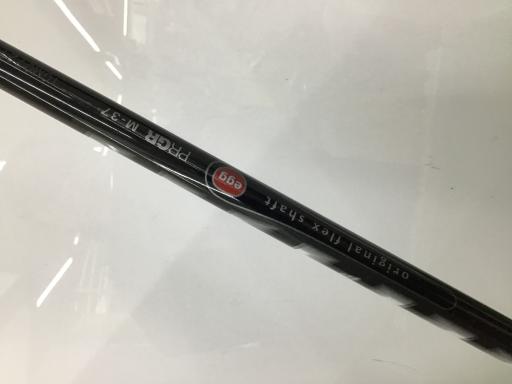 original flex shaft
egg
PRGR M-37